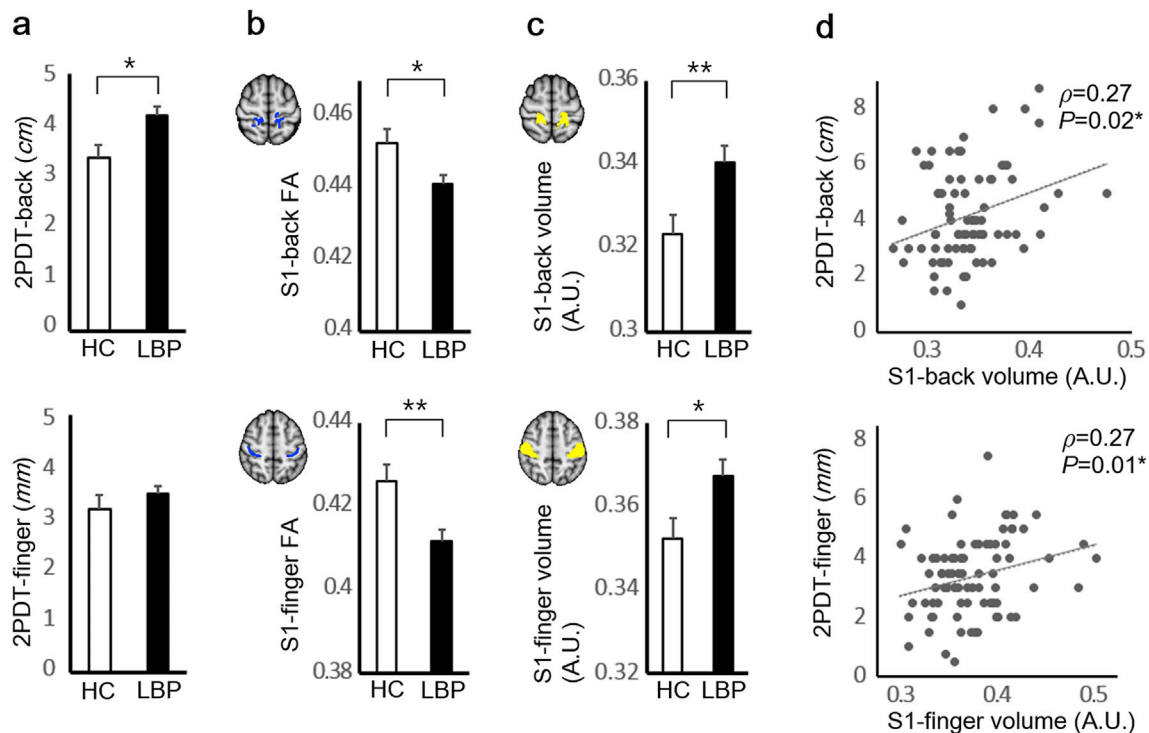 a
b
c
d
2PDT-back (cm)
5
4
3
2
1
0
*
HC LBP
S1-back FA
0.46
0.44
0.42
0.4
*
HC LBP
S1-back volume
(A.U.)
0.36
0.34
0.32
0.3
**
HC LBP
2PDT-back (cm)
8
6
4
2
0
ρ=0.27
P=0.02*
0.3 0.4 0.5
S1-back volume (A.U.)
2PDT-finger (mm)
5
4
3
2
1
0
HC LBP
S1-finger FA
0.44
0.42
0.4
0.38
**
HC LBP
S1-finger volume
(A.U.)
0.38
0.36
0.34
0.32
*
HC LBP
2PDT-finger (mm)
8
6
4
2
0
ρ=0.27
P=0.01*
0.3 0.4 0.5
S1-finger volume (A.U.)